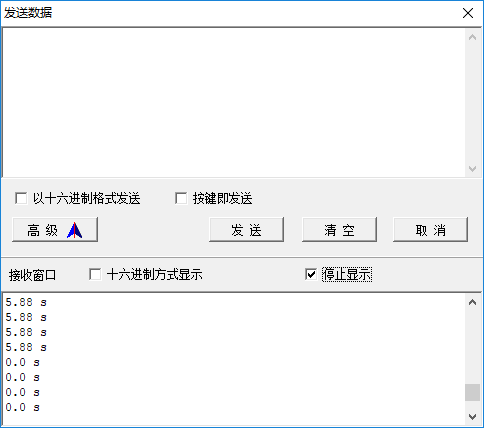 发送数据
以十六进制格式发送 按键即发送
高 级 发 送 清 空 取 消
接收窗口 十六进制方式显示 停止显示
5.88 s
5.88 s
5.88 s
5.88 s
0.0 s
0.0 s
0.0 s
0.0 s